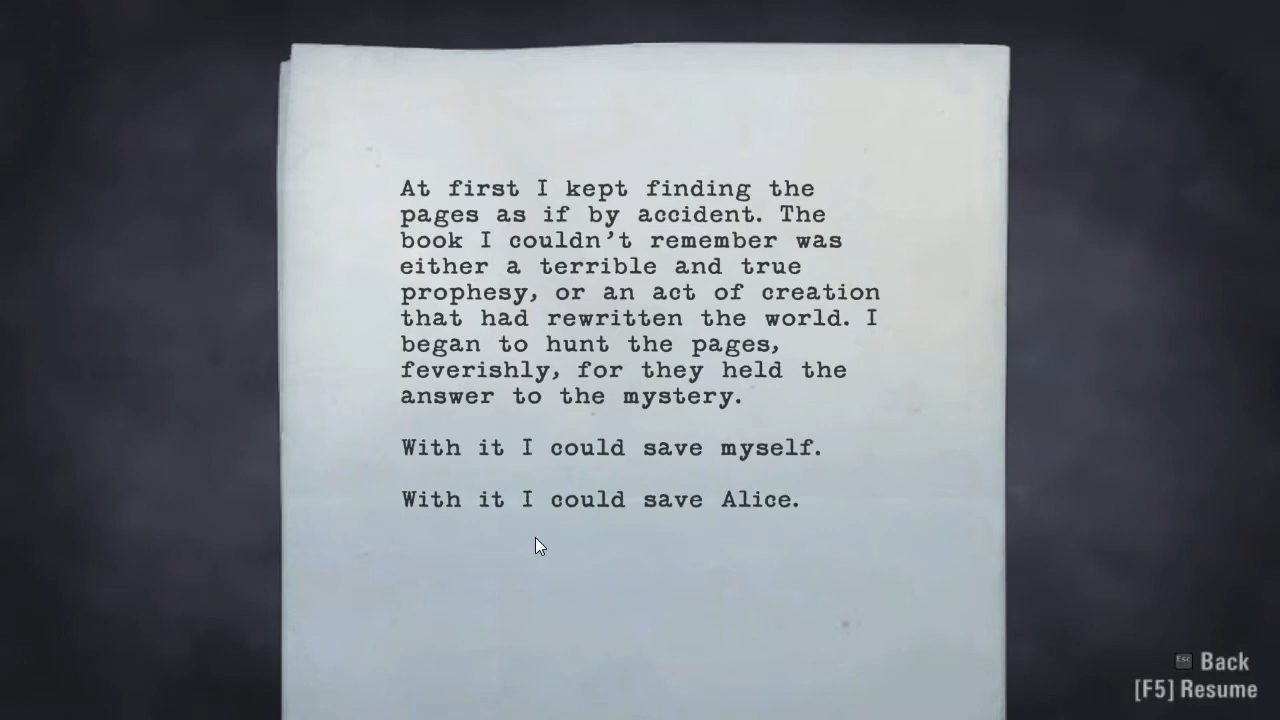 At first I kept finding the
pages as if by accident. The
book I couldn't remember was
either a terrible and true
prophesy, or an act of creation
that had rewritten the world. I
began to hunt the pages,
feverishly, for they held the
answer to the mystery.
With it I could save myself.
With it I could save Alice.
Esc Back
[F5] Resume